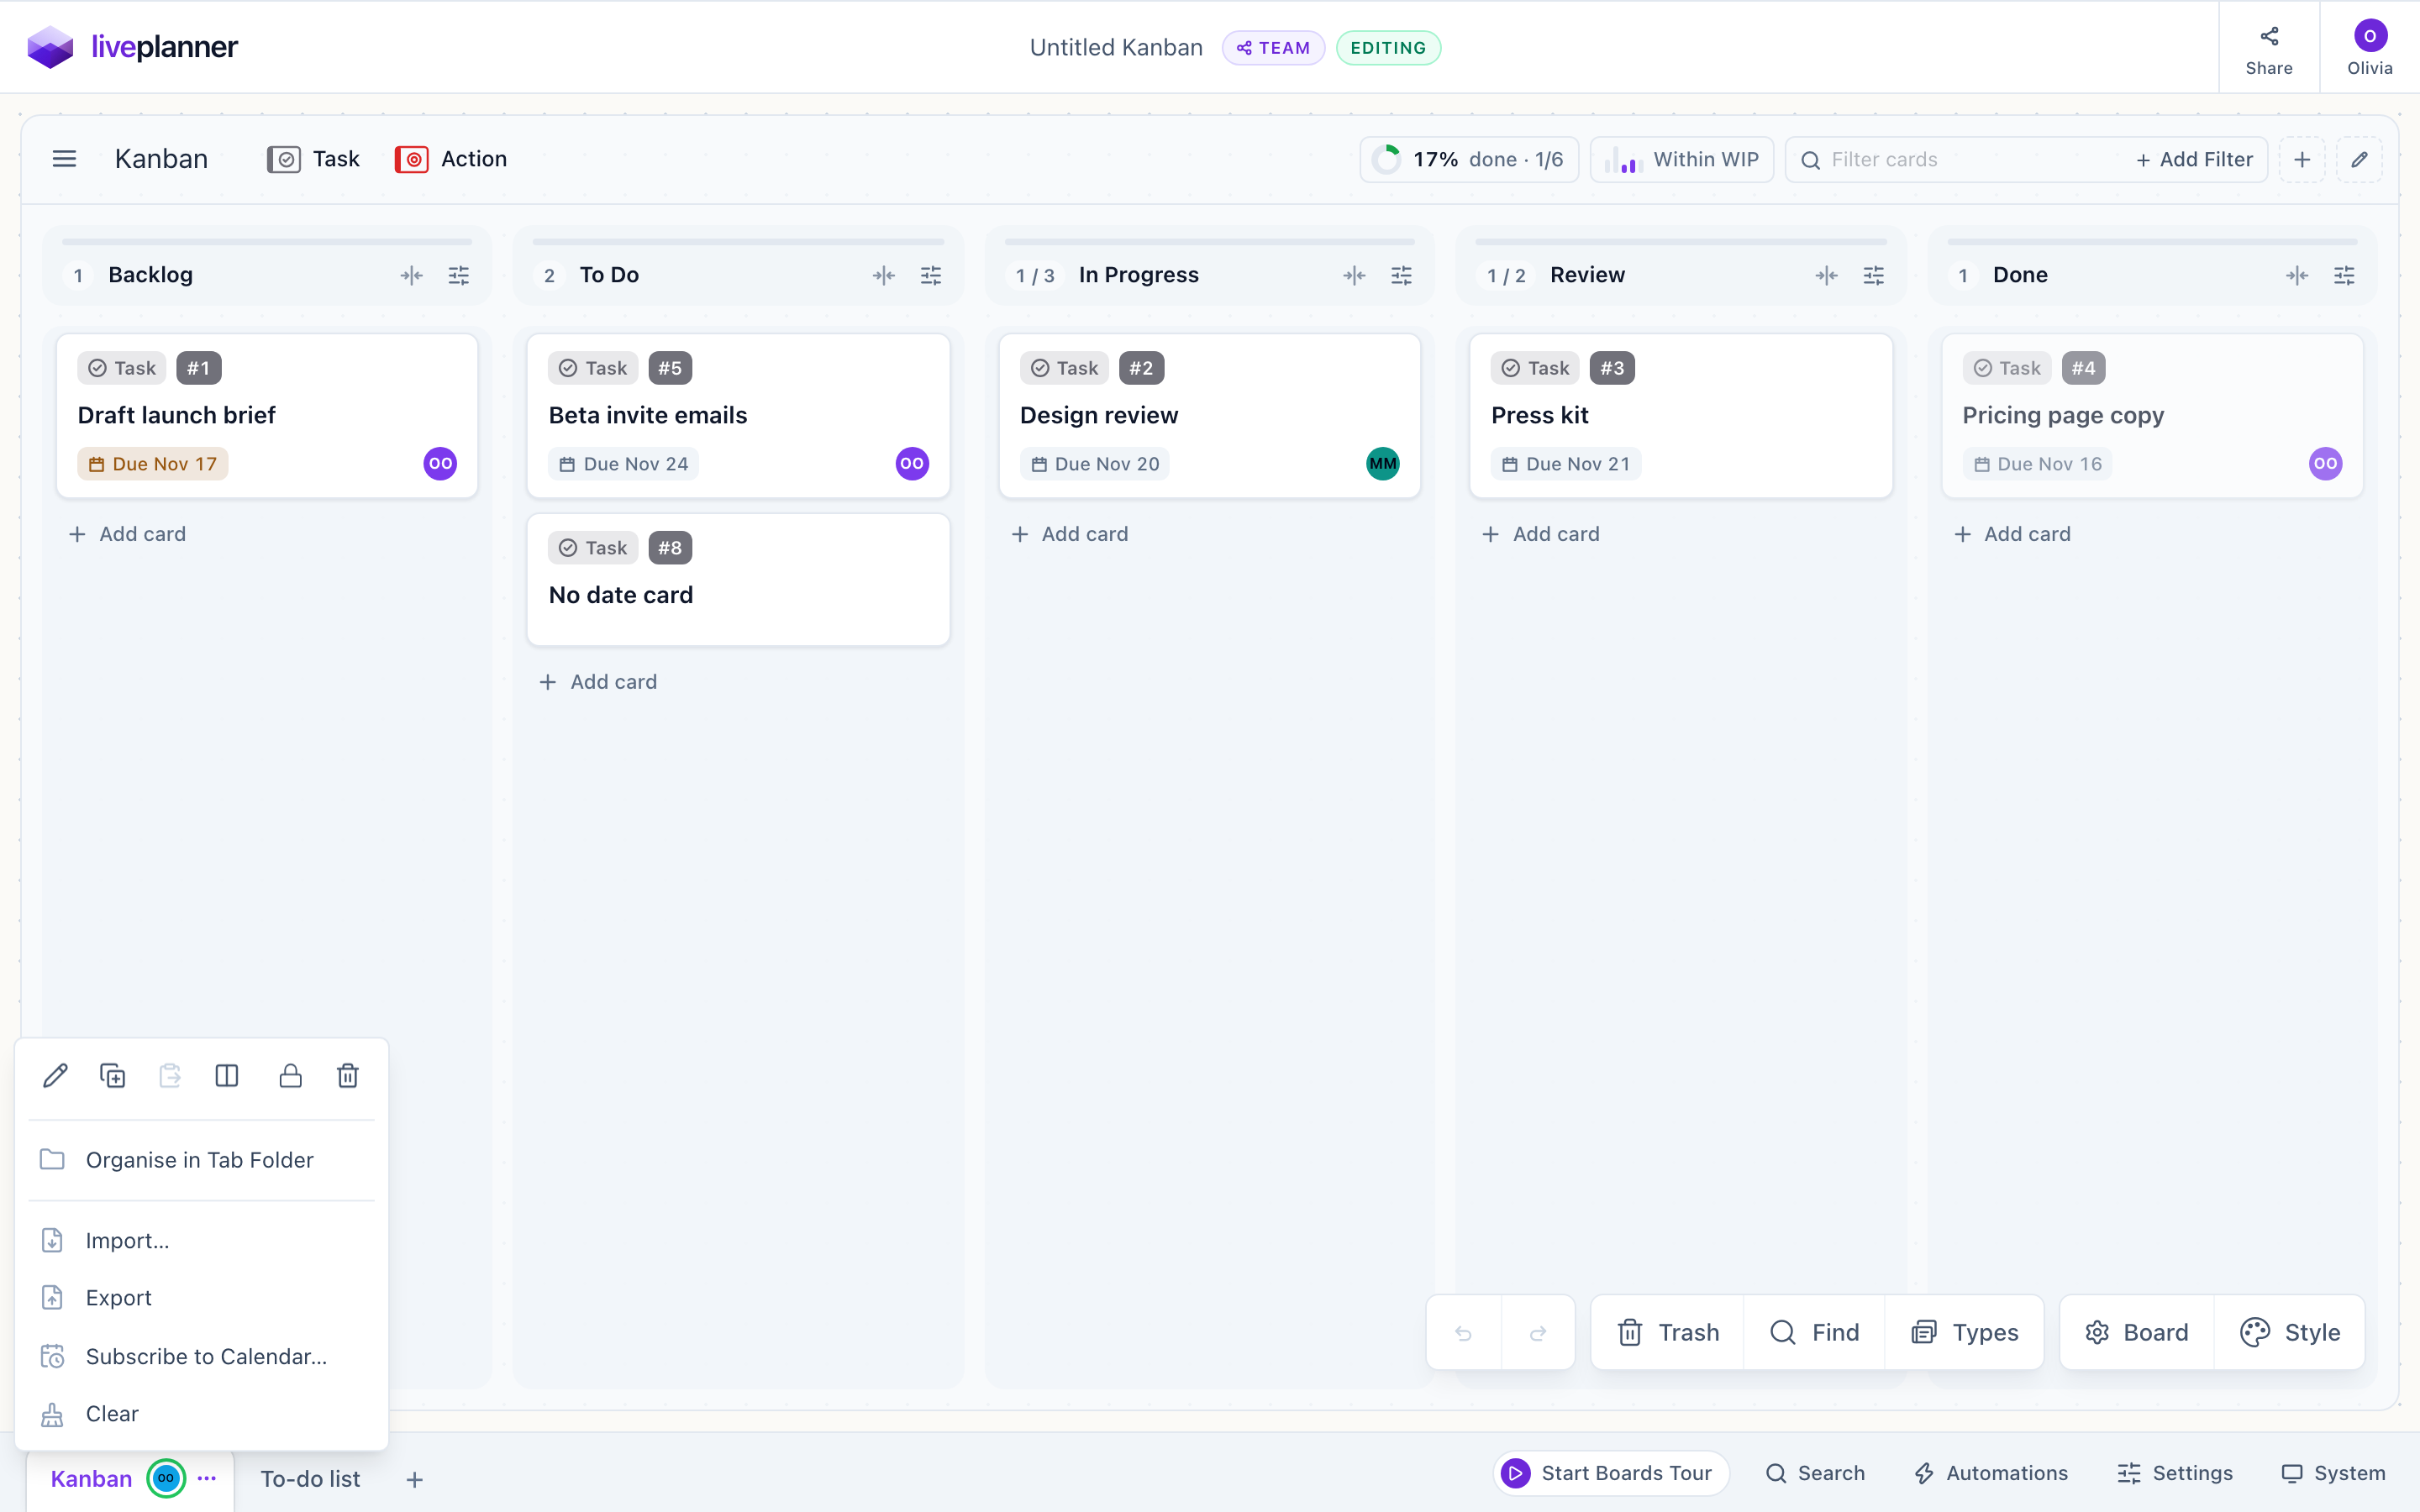 liveplanner
Untitled Kanban TEAM EDITING
Share
O
Olivia
Kanban Task Action
17% done · 1/6 Within WIP Filter cards + Add Filter
1 Backlog
2 To Do
1 / 3 In Progress
1 / 2 Review
1 Done
Task #1
Draft launch brief
Due Nov 17 OO
Add card
Task #5
Beta invite emails
Due Nov 24 OO
Task #8
No date card
Add card
Task #2
Design review
Due Nov 20 MM
Add card
Task #3
Press kit
Due Nov 21
Add card
Task #4
Pricing page copy
Due Nov 16 OO
Add card
Organise in Tab Folder
Import...
Export
Subscribe to Calendar...
Clear
Trash Find Types Board Style
Kanban OO ··· To-do list +
Start Boards Tour Search Automations Settings System